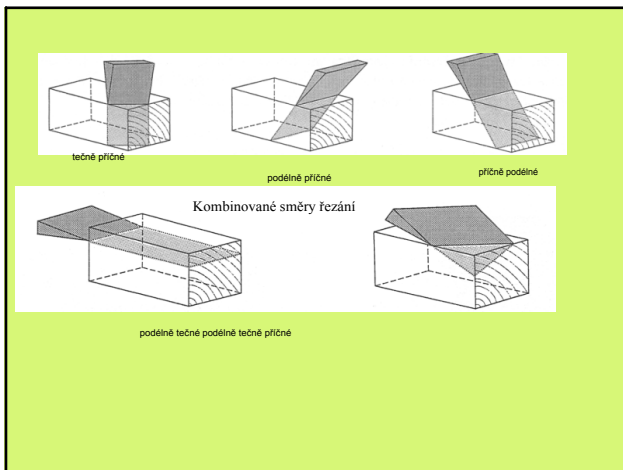 tečně příčné
podélně příčné
příčně podélné
Kombinované směry řezání
podélně tečné podélně tečně příčné